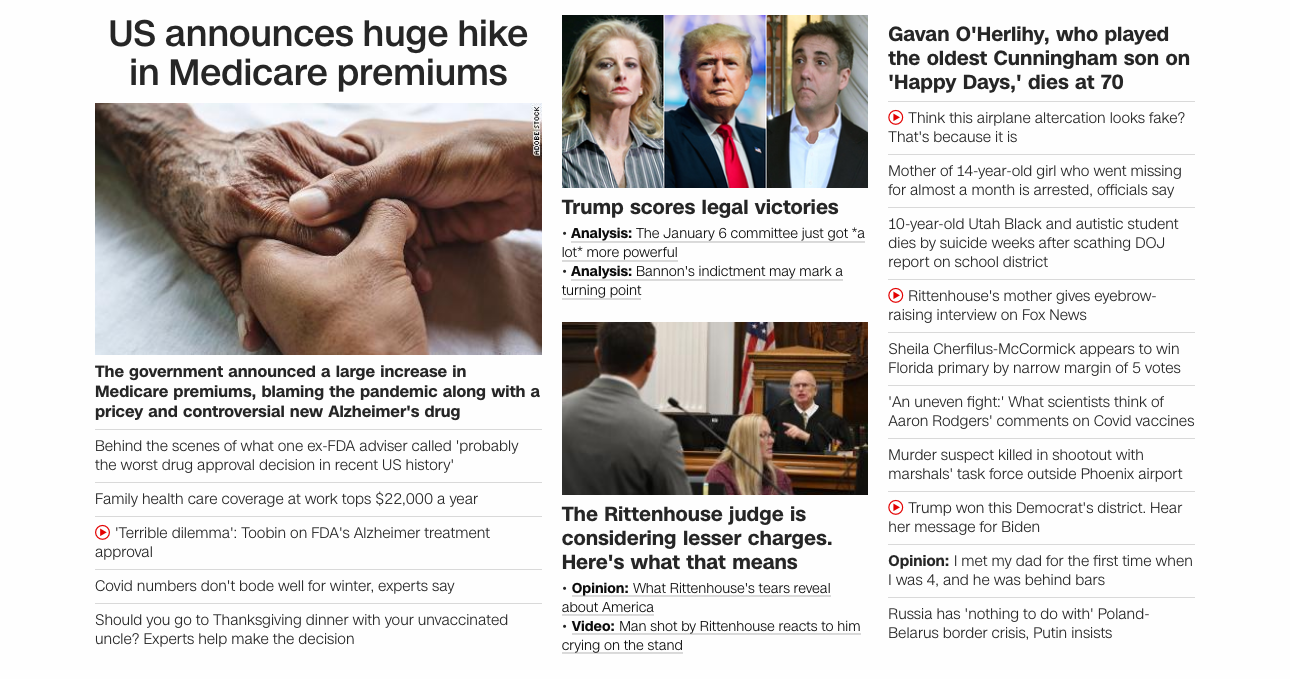 US announces huge hike
in Medicare premiums
ADOBE STOCK
The government announced a large increase in
Medicare premiums, blaming the pandemic along with a
pricey and controversial new Alzheimer's drug
Behind the scenes of what one ex-FDA adviser called 'probably
the worst drug approval decision in recent US history'
Family health care coverage at work tops $22,000 a year
'Terrible dilemma': Toobin on FDA's Alzheimer treatment
approval
Covid numbers don't bode well for winter, experts say
Should you go to Thanksgiving dinner with your unvaccinated
uncle? Experts help make the decision
Trump scores legal victories
• Analysis: The January 6 committee just got *a
lot* more powerful
• Analysis: Bannon's indictment may mark a
turning point
The Rittenhouse judge is
considering lesser charges.
Here's what that means
• Opinion: What Rittenhouse's tears reveal
about America
• Video: Man shot by Rittenhouse reacts to him
crying on the stand
Gavan O'Herlihy, who played
the oldest Cunningham son on
'Happy Days,' dies at 70
Think this airplane altercation looks fake?
That's because it is
Mother of 14-year-old girl who went missing
for almost a month is arrested, officials say
10-year-old Utah Black and autistic student
dies by suicide weeks after scathing DOJ
report on school district
Rittenhouse's mother gives eyebrow-
raising interview on Fox News
Sheila Cherfilus-McCormick appears to win
Florida primary by narrow margin of 5 votes
'An uneven fight:' What scientists think of
Aaron Rodgers' comments on Covid vaccines
Murder suspect killed in shootout with
marshals' task force outside Phoenix airport
Trump won this Democrat's district. Hear
her message for Biden
Opinion: I met my dad for the first time when
I was 4, and he was behind bars
Russia has 'nothing to do with' Poland-
Belarus border crisis, Putin insists